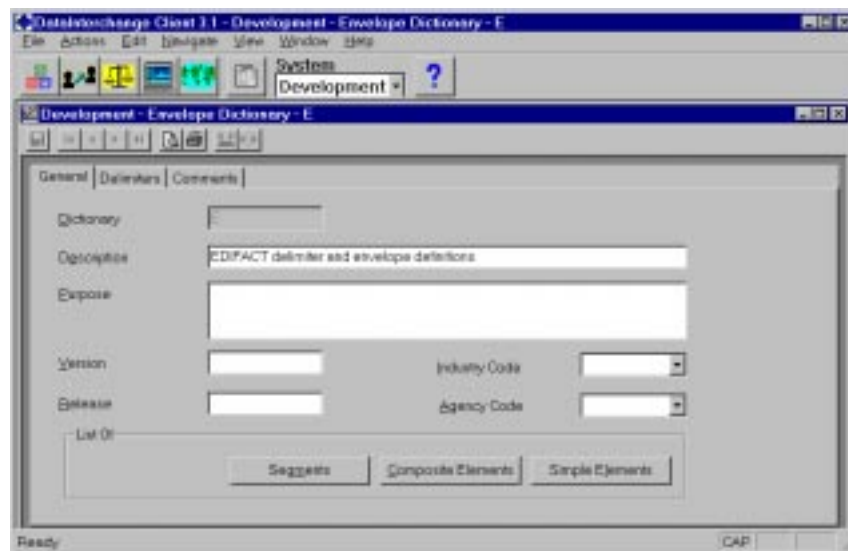 DataInterchange Client 3.1 - Development - Envelope Dictionary - E
File Actions Edit Navigate View Window Help
System
Development
?
Development - Envelope Dictionary - E
General Delimiters Comments
Dictionary E
Description EDIFACT delimiter and envelope definitions
Purpose
Version Industry Code
Release Agency Code
List Of
Segments Composite Elements Simple Elements
Ready CAP